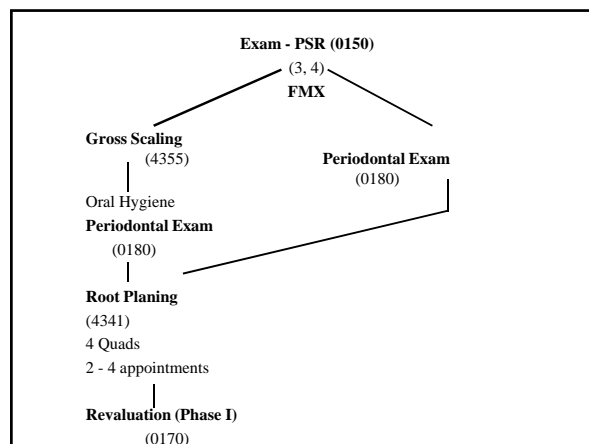 Exam - PSR (0150)
(3, 4)
FMX
Gross Scaling
(4355)
Periodontal Exam
(0180)
Oral Hygiene
Periodontal Exam
(0180)
Root Planing
(4341)
4 Quads
2 - 4 appointments
Revaluation (Phase I)
(0170)